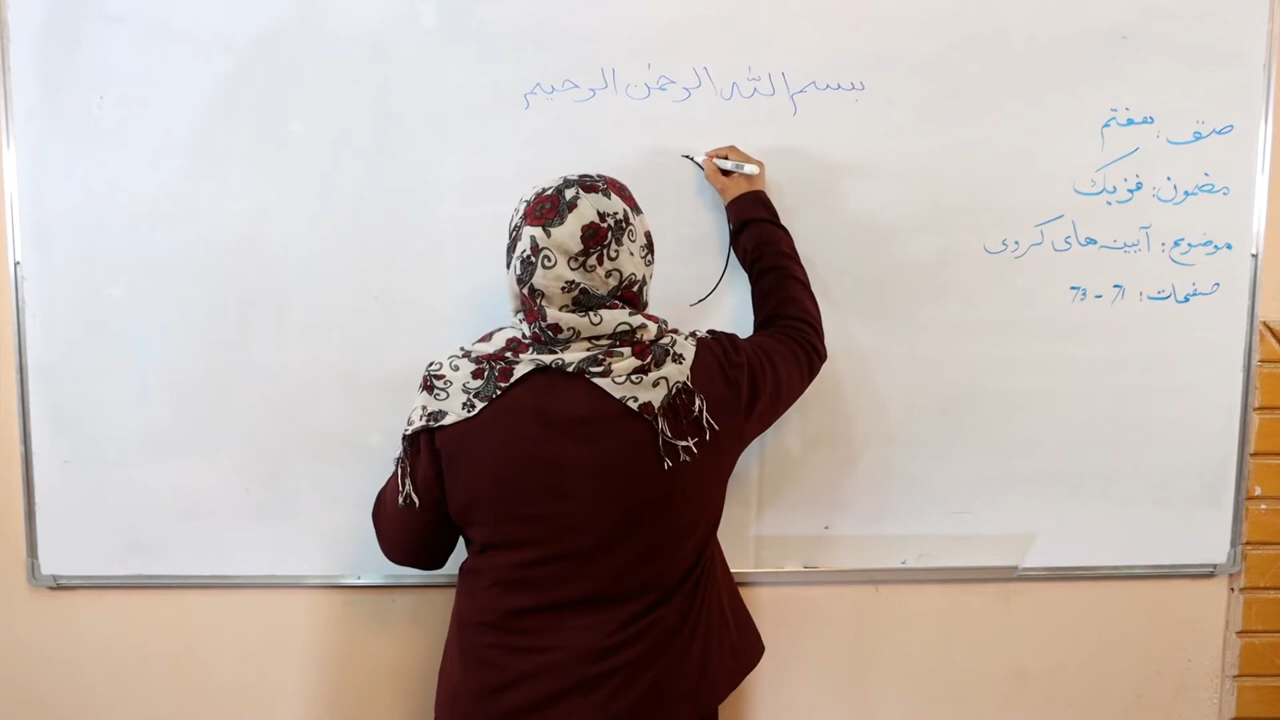 بسم الله الرحمن الرحیم
صنف: هفتم
مضمون: فزیک
موضوع: آیینه های کروی
صفحات: 71 - 73